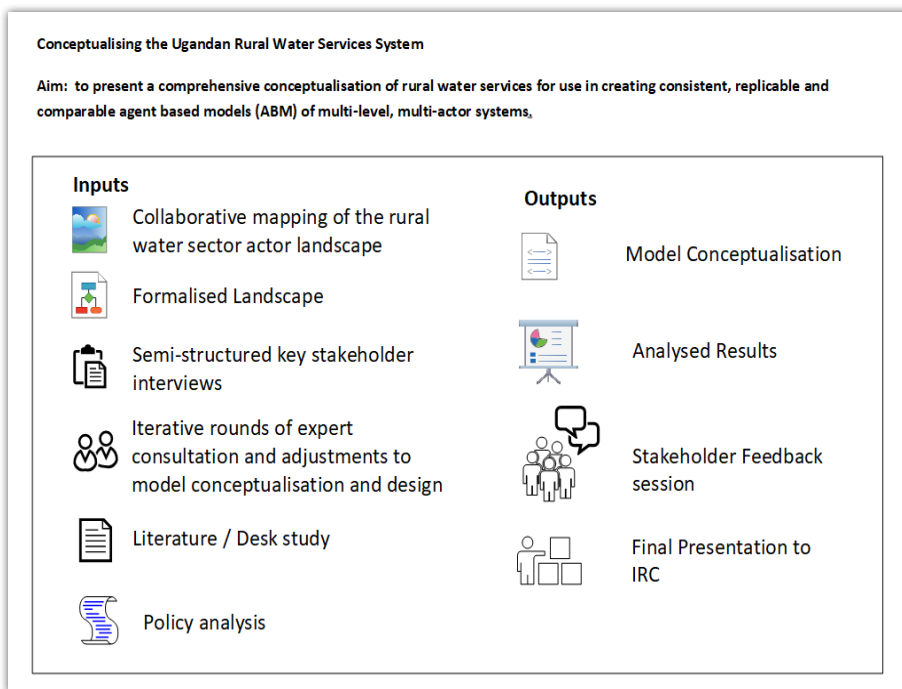 Conceptualising the Ugandan Rural Water Services System
Aim:  to present a comprehensive conceptualisation of rural water services for use in creating consistent, replicable and
comparable agent based models (ABM) of multi-level, multi-actor systems.
Inputs
Collaborative mapping of the rural
water sector actor landscape
Formalised Landscape
Semi-structured key stakeholder
interviews
Iterative rounds of expert
consultation and adjustments to
model conceptualisation and design
Literature / Desk study
Policy analysis
Outputs
Model Conceptualisation
Analysed Results
Stakeholder Feedback
session
Final Presentation to
IRC